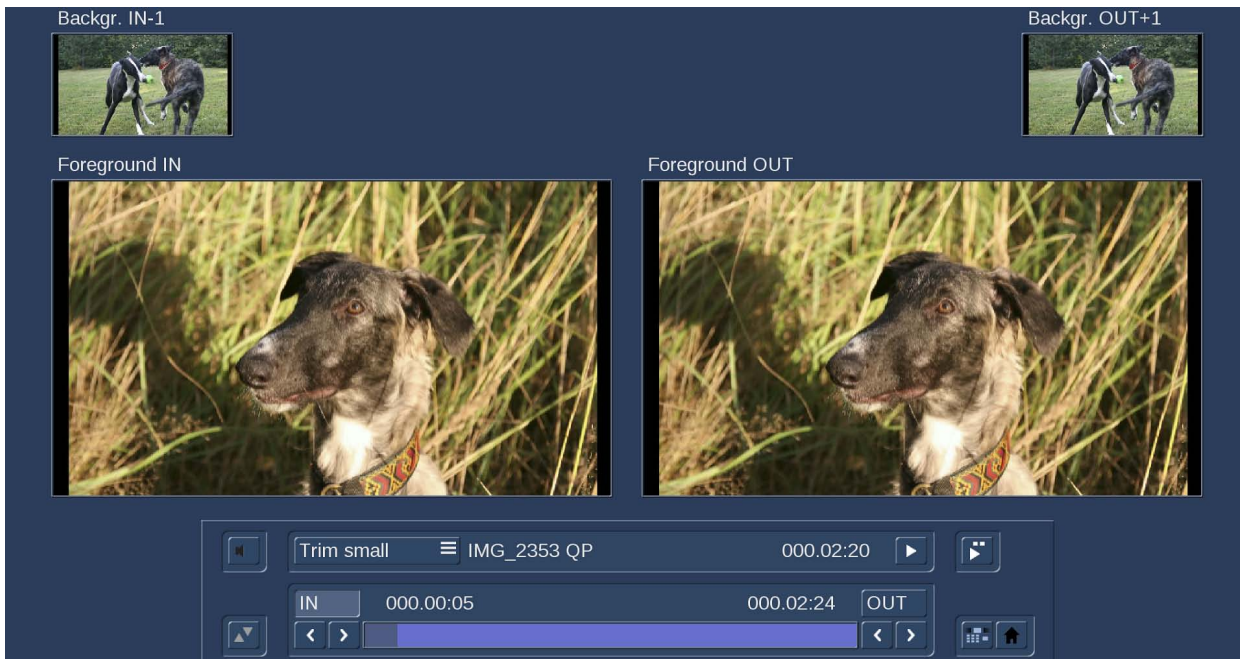 Backgr. IN-1
Backgr. OUT+1
Foreground IN
Foreground OUT
Trim small
IMG_2353 QP
000.02:20
IN
000.00:05
000.02:24
OUT